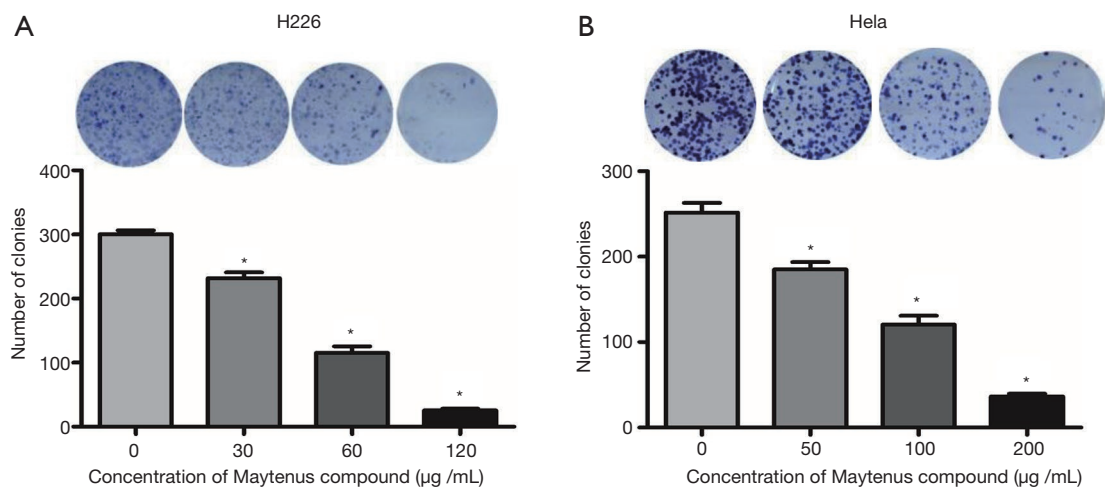 A
H226
400
300
200
100
0
*
*
*
0 30 60 120
Number of clonies
Concentration of Maytenus compound (µg /mL)
B
Hela
300
200
100
0
*
*
*
0 50 100 200
Number of clonies
Concentration of Maytenus compound (µg /mL)